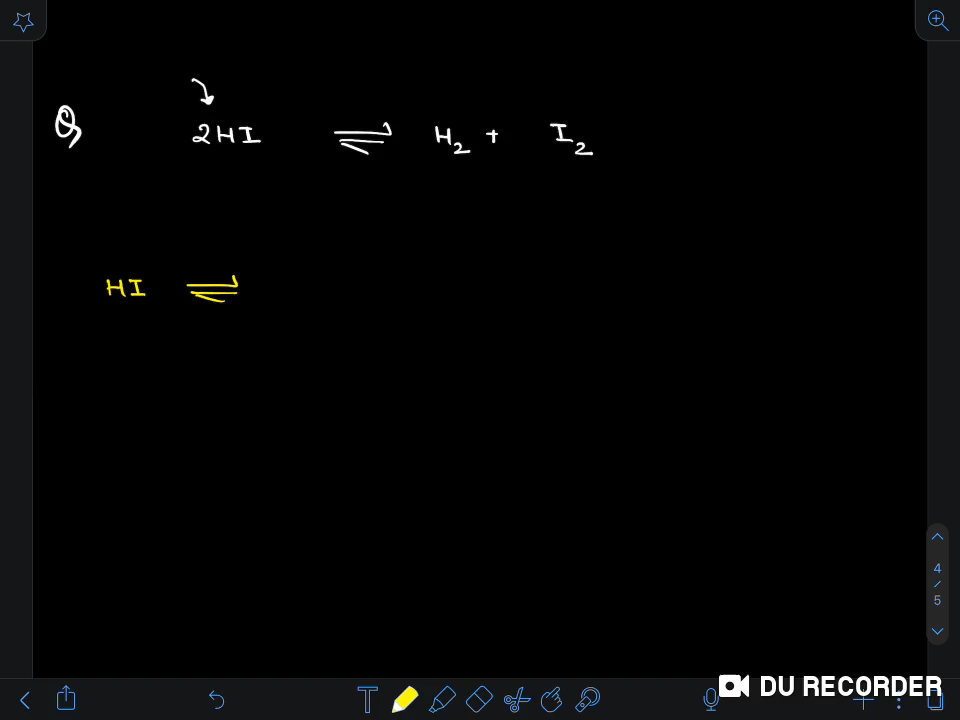 Q 2HI ⇌ H₂ + I₂
HI ⇌
4
/
5
T
DU RECORDER